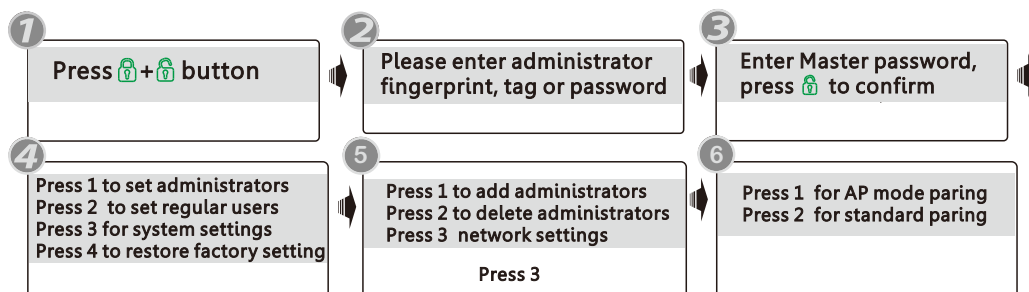 1
Press + button
2
Please enter administrator
fingerprint, tag or password
3
Enter Master password,
press to confirm
4
Press 1 to set administrators
Press 2 to set regular users
Press 3 for system settings
Press 4 to restore factory setting
5
Press 1 to add administrators
Press 2 to delete administrators
Press 3 network settings
Press 3
6
Press 1 for AP mode paring
Press 2 for standard paring